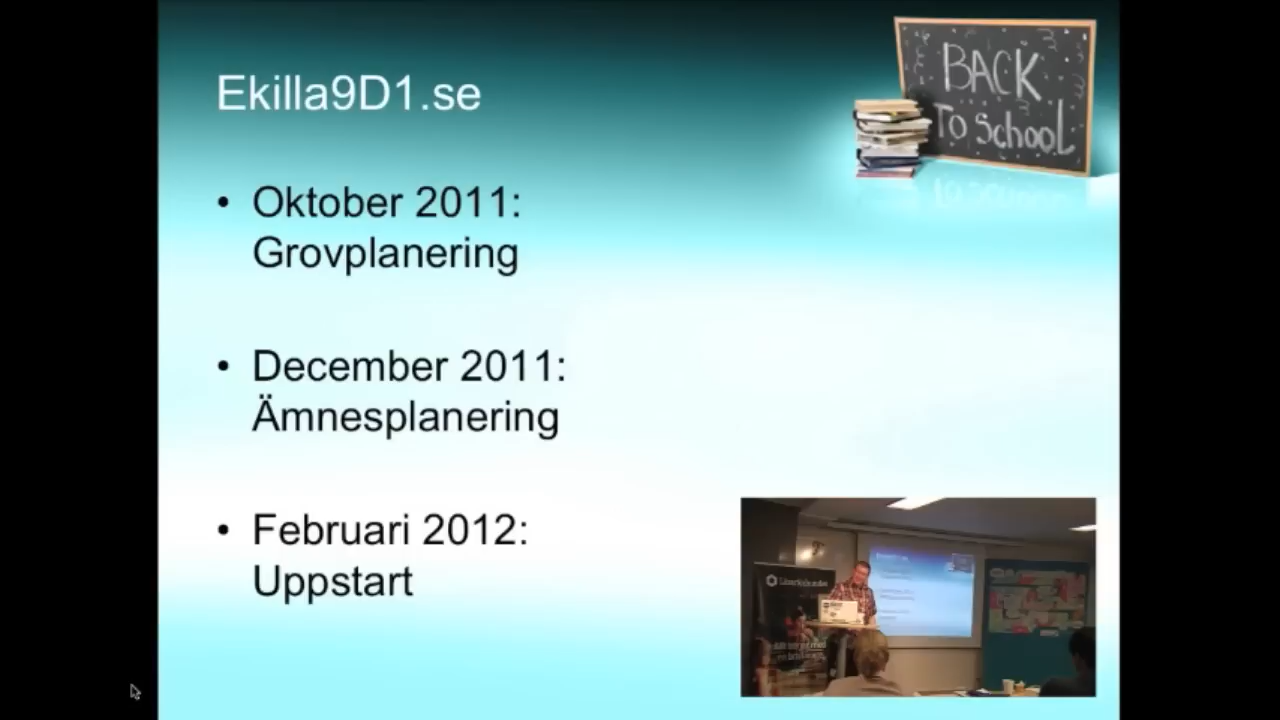 Ekilla9D1.se
BACK
To SchooL
• Oktober 2011:
Grovplanering
• December 2011:
Ämnesplanering
• Februari 2012:
Uppstart